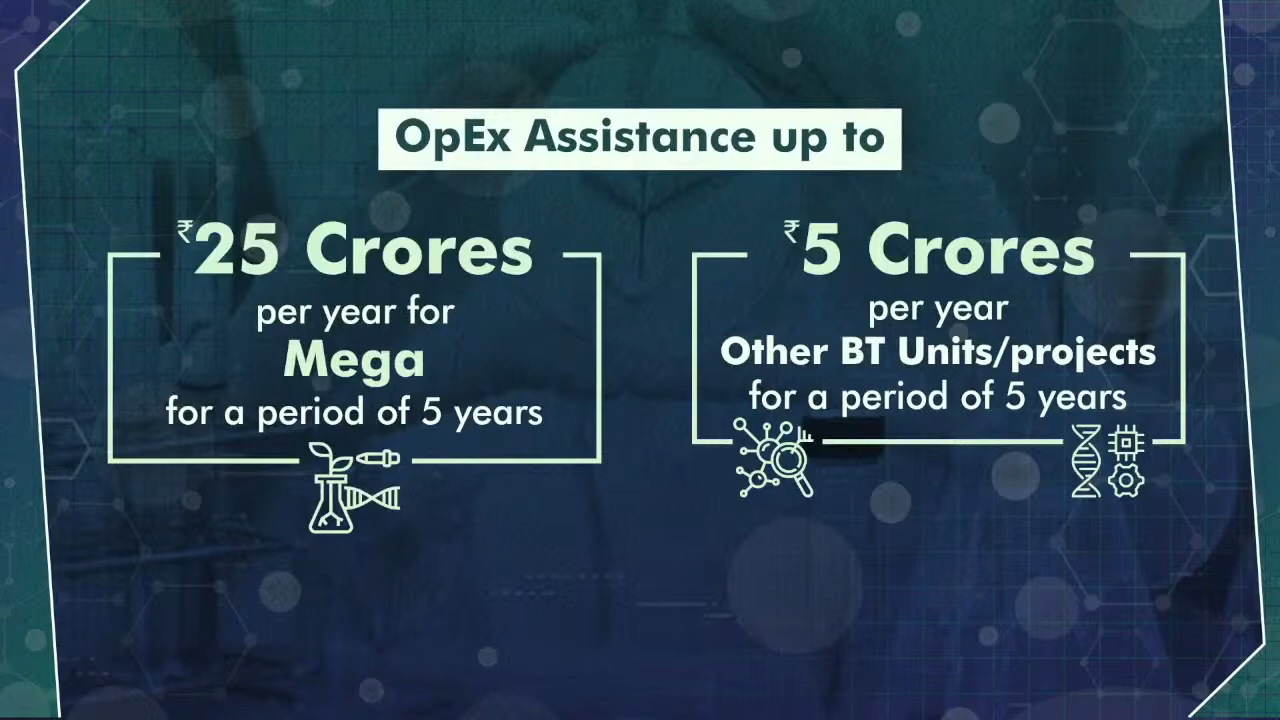 OpEx Assistance up to
₹25 Crores
per year for
Mega
for a period of 5 years
₹5 Crores
per year
Other BT Units/projects
for a period of 5 years